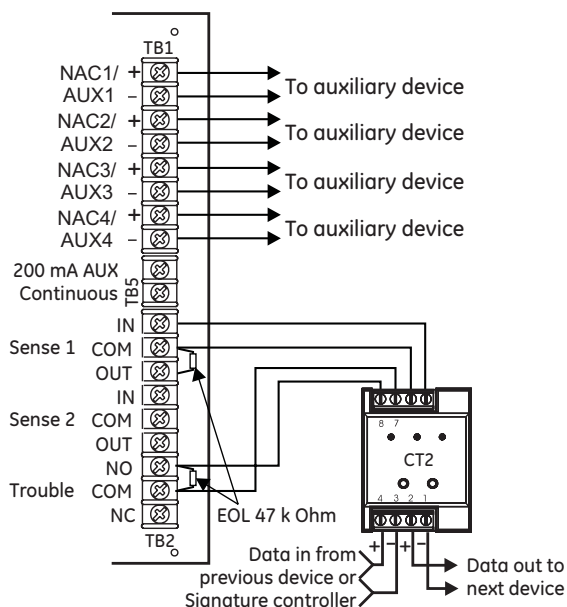 TB1
NAC1/ +
AUX1 –
To auxiliary device
NAC2/ +
AUX2 –
To auxiliary device
NAC3/ +
AUX3 –
To auxiliary device
NAC4/ +
AUX4 –
To auxiliary device
200 mA AUX
Continuous
TB5
IN
Sense 1 COM
OUT
IN
Sense 2 COM
OUT
NO
Trouble COM
NC
TB2
EOL 47 k Ohm
8 7
CT2
4 3 2 1
+ – + –
Data in from
previous device or
Signature controller
Data out to
next device